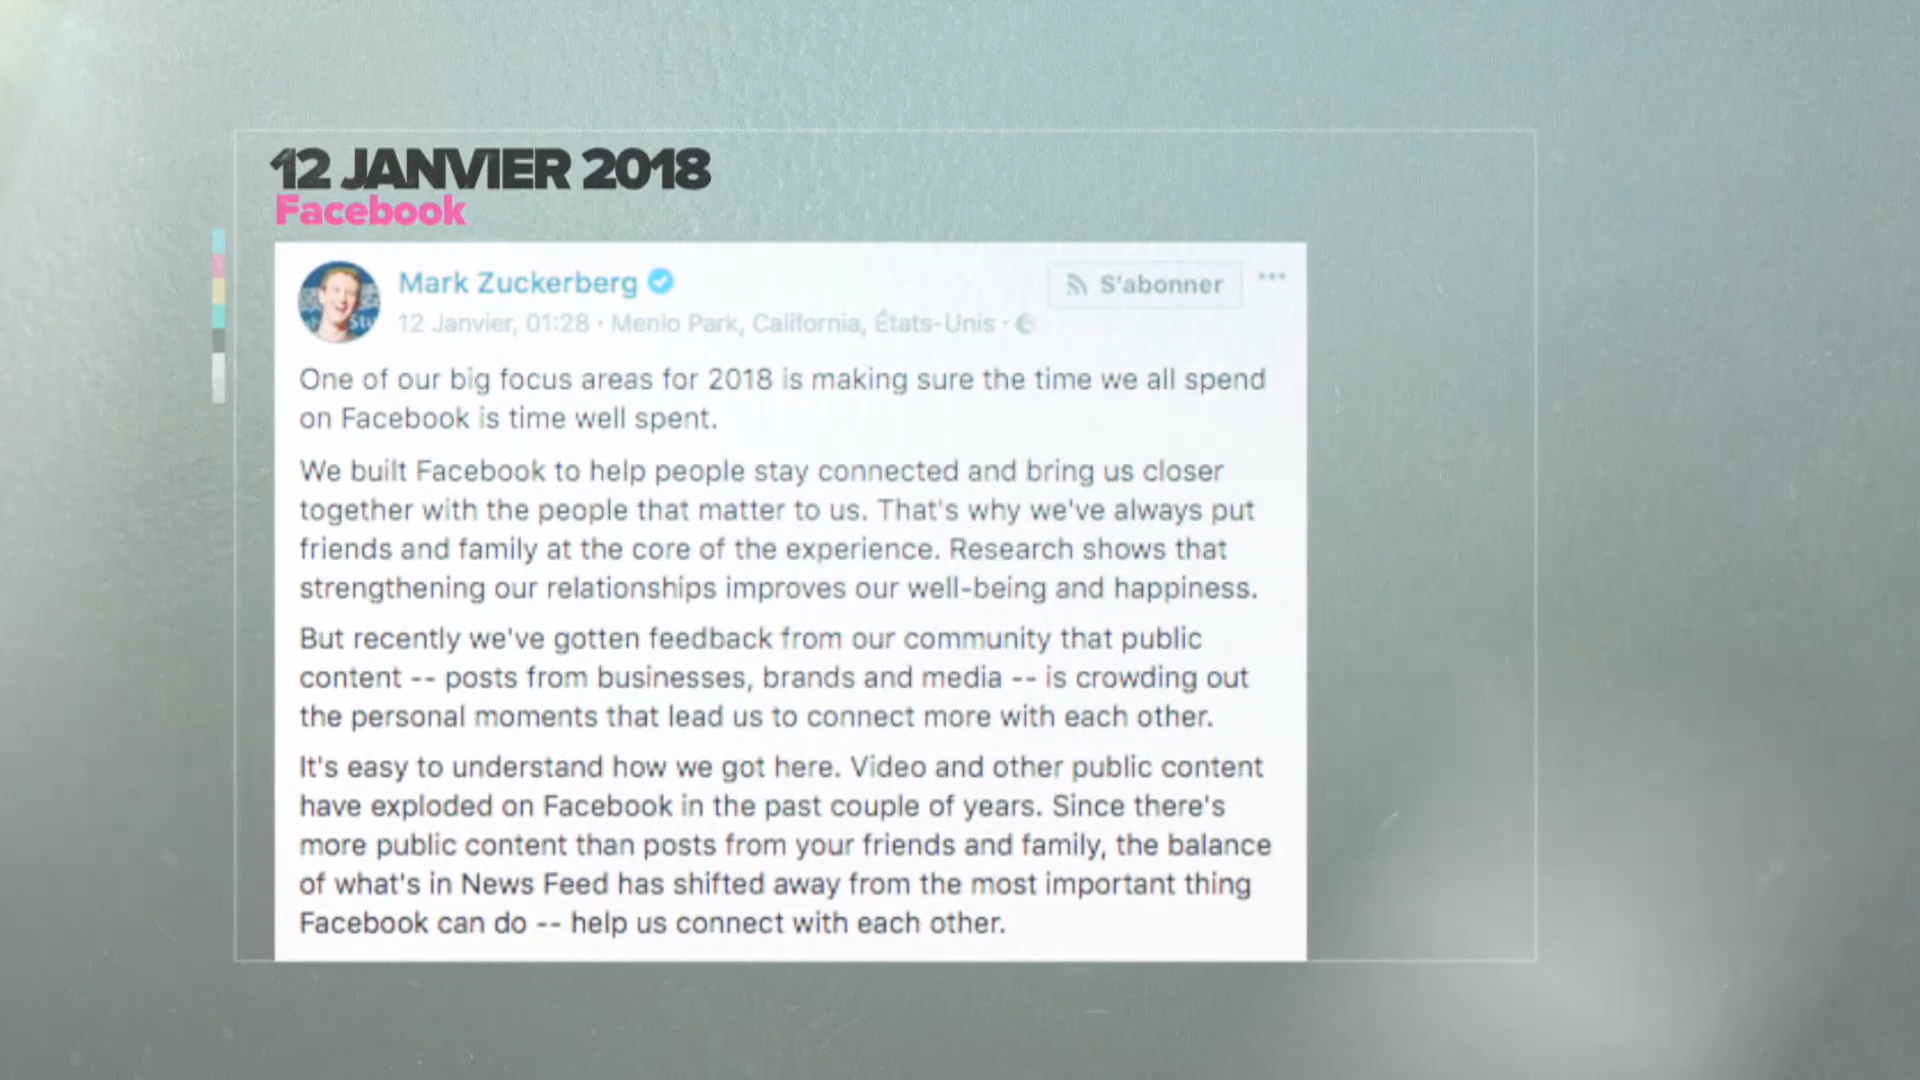 12 JANVIER 2018
Facebook
Mark Zuckerberg
S'abonner
12 Janvier, 01:28 · Menlo Park, California, États-Unis ·
One of our big focus areas for 2018 is making sure the time we all spend
on Facebook is time well spent.
We built Facebook to help people stay connected and bring us closer
together with the people that matter to us. That's why we've always put
friends and family at the core of the experience. Research shows that
strengthening our relationships improves our well-being and happiness.
But recently we've gotten feedback from our community that public
content -- posts from businesses, brands and media -- is crowding out
the personal moments that lead us to connect more with each other.
It's easy to understand how we got here. Video and other public content
have exploded on Facebook in the past couple of years. Since there's
more public content than posts from your friends and family, the balance
of what's in News Feed has shifted away from the most important thing
Facebook can do -- help us connect with each other.